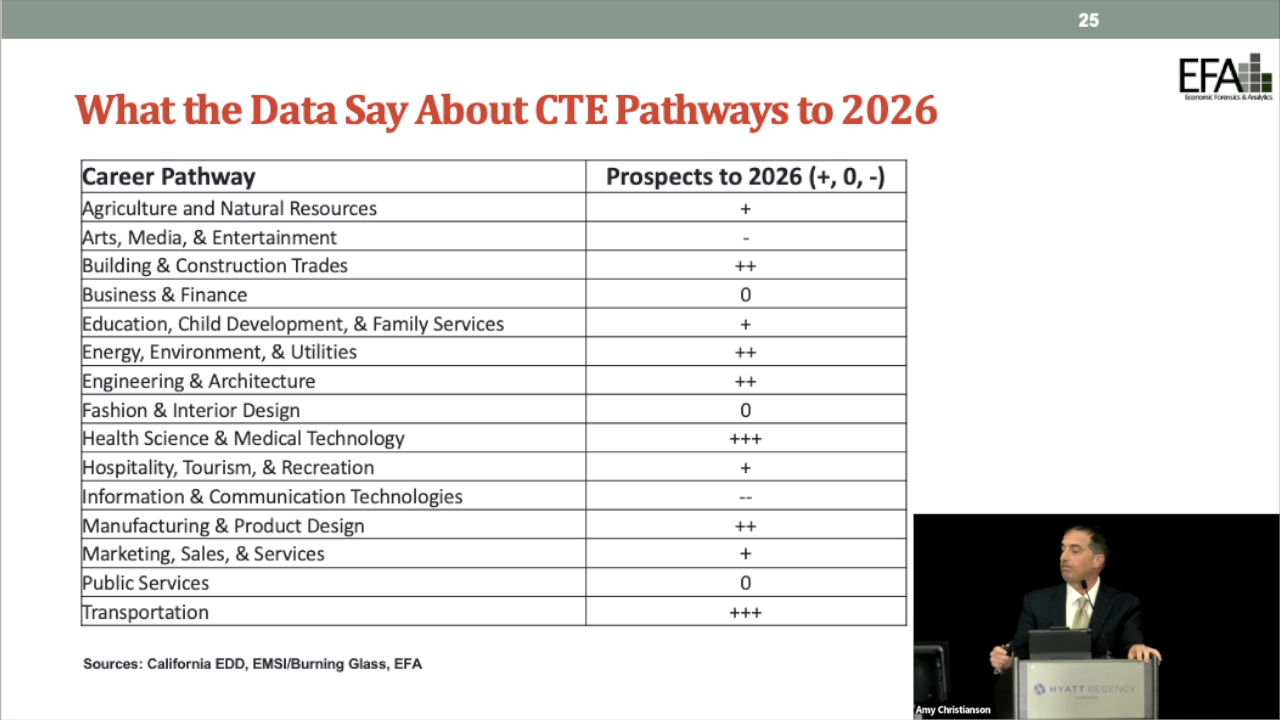 25
EFA
Economic Forensics & Analytics
What the Data Say About CTE Pathways to 2026
Career Pathway Prospects to 2026 (+, 0, -)
Agriculture and Natural Resources +
Arts, Media, & Entertainment -
Building & Construction Trades ++
Business & Finance 0
Education, Child Development, & Family Services +
Energy, Environment, & Utilities ++
Engineering & Architecture ++
Fashion & Interior Design 0
Health Science & Medical Technology +++
Hospitality, Tourism, & Recreation +
Information & Communication Technologies --
Manufacturing & Product Design ++
Marketing, Sales, & Services +
Public Services 0
Transportation +++
Sources: California EDD, EMSI/Burning Glass, EFA
HYATT REGENCY
Amy Christianson